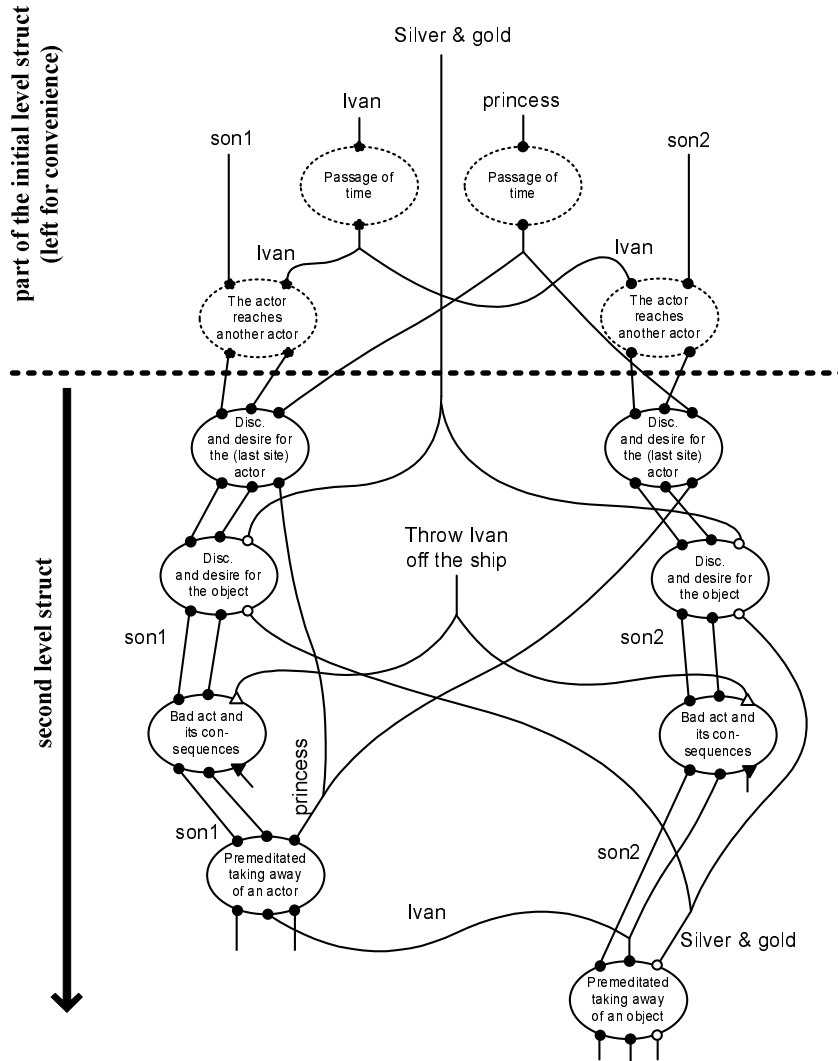 part of the initial level struct
(left for convenience)
second level struct
Silver & gold
Ivan
princess
son1
son2
Passage of
time
Passage of
time
Ivan
Ivan
The actor
reaches
another actor
The actor
reaches
another actor
Disc.
and desire for
the (last site)
actor
Disc.
and desire for
the (last site)
actor
Throw Ivan
off the ship
Disc.
and desire for
the object
Disc.
and desire for
the object
son1
son2
Bad act and
its con-
sequences
Bad act and
its con-
sequences
princess
son1
son2
Premeditated
taking away
of an actor
Ivan
Silver & gold
Premeditated
taking away
of an object